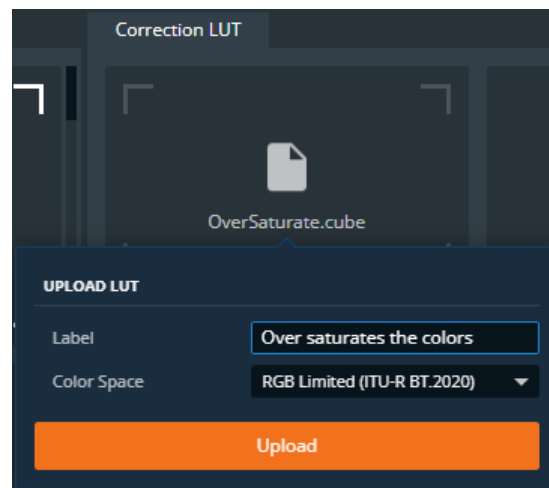 Correction LUT
OverSaturate.cube
UPLOAD LUT
Label Over saturates the colors
Color Space RGB Limited (ITU-R BT.2020)
Upload